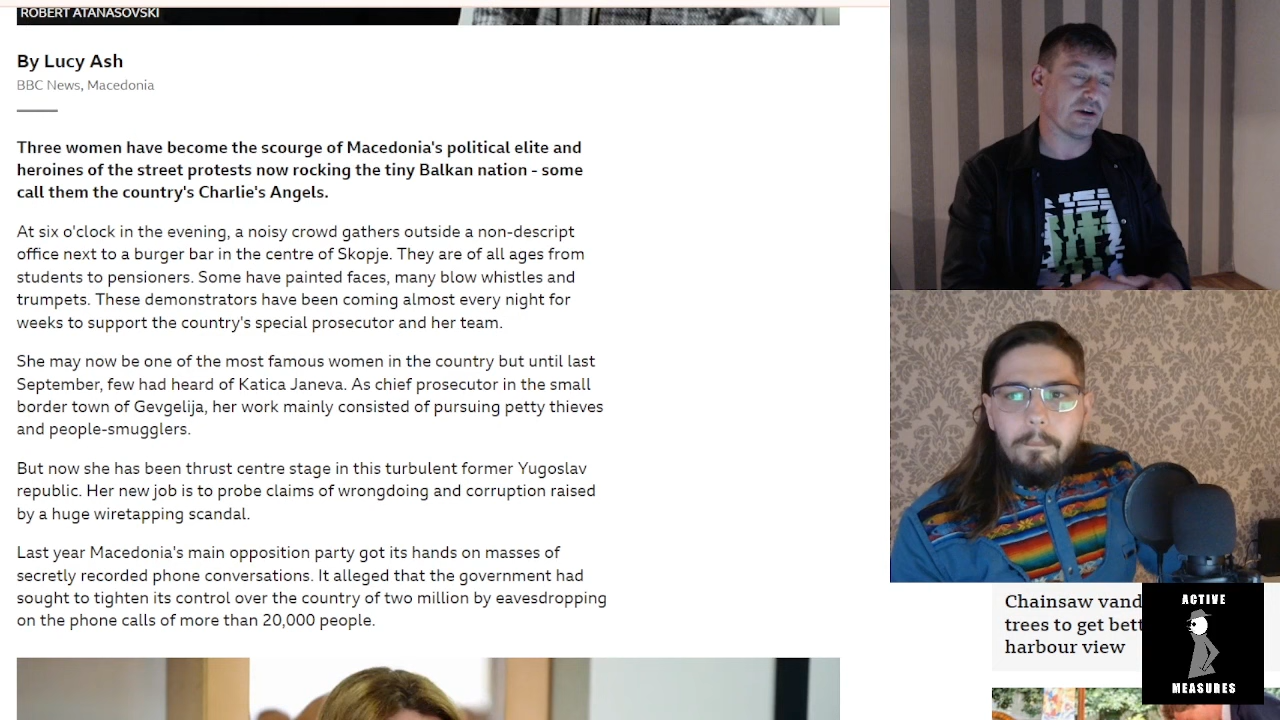 ROBERT ATANASOVSKI
By Lucy Ash
BBC News, Macedonia
Three women have become the scourge of Macedonia's political elite and
heroines of the street protests now rocking the tiny Balkan nation - some
call them the country's Charlie's Angels.
At six o'clock in the evening, a noisy crowd gathers outside a non-descript
office next to a burger bar in the centre of Skopje. They are of all ages from
students to pensioners. Some have painted faces, many blow whistles and
trumpets. These demonstrators have been coming almost every night for
weeks to support the country's special prosecutor and her team.
She may now be one of the most famous women in the country but until last
September, few had heard of Katica Janeva. As chief prosecutor in the small
border town of Gevgelija, her work mainly consisted of pursuing petty thieves
and people-smugglers.
But now she has been thrust centre stage in this turbulent former Yugoslav
republic. Her new job is to probe claims of wrongdoing and corruption raised
by a huge wiretapping scandal.
Last year Macedonia's main opposition party got its hands on masses of
secretly recorded phone conversations. It alleged that the government had
sought to tighten its control over the country of two million by eavesdropping
on the phone calls of more than 20,000 people.
Chainsaw vand
trees to get bett
harbour view
ACTIVE
MEASURES